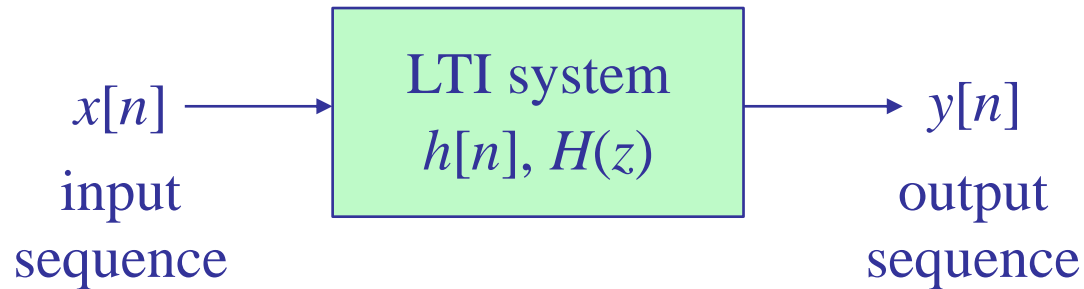 x[n]
input
sequence
LTI system
h[n], H(z)
y[n]
output
sequence